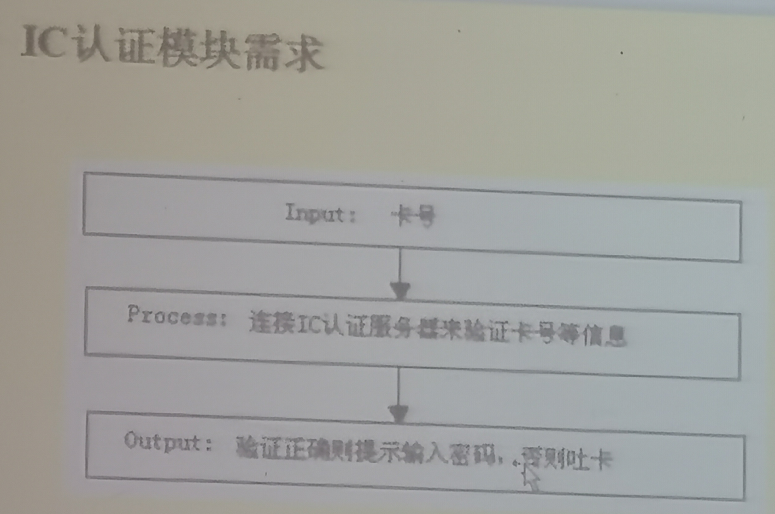 IC认证模块需求
Input: 卡号
Process: 连接IC认证服务器来验证卡号等信息
Output: 验证正确则提示输入密码，否则吐卡